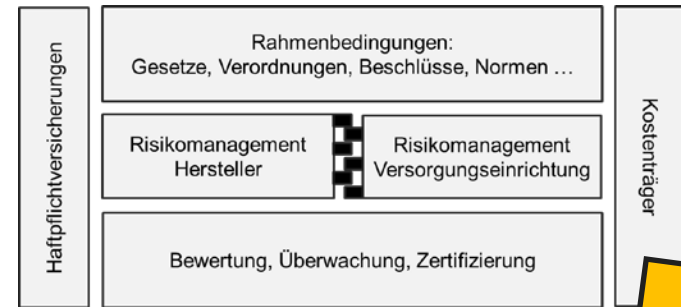 Haftpflichtversicherungen
Rahmenbedingungen:
Gesetze, Verordnungen, Beschlüsse, Normen …
Risikomanagement
Hersteller
Risikomanagement
Versorgungseinrichtung
Bewertung, Überwachung, Zertifizierung
Kostenträger